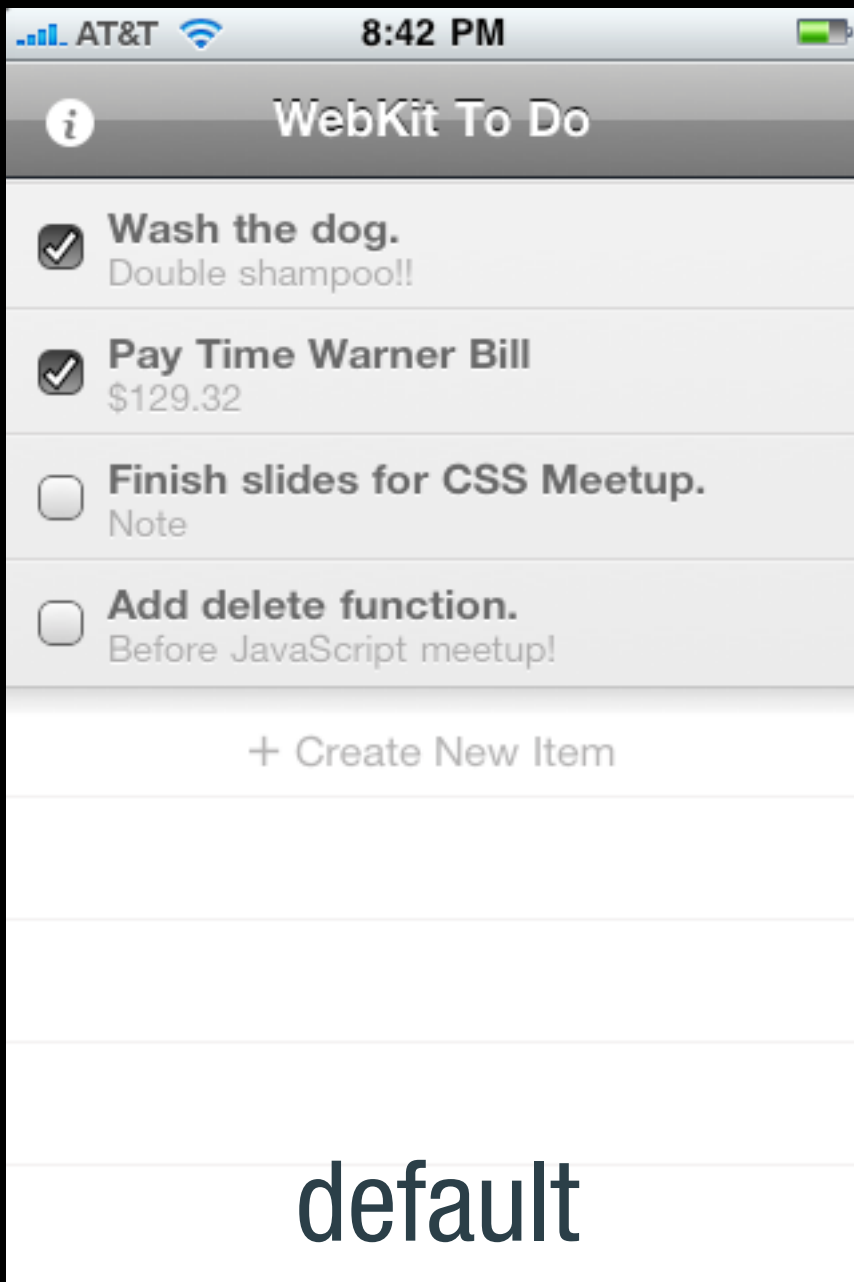 AT&T 8:42 PM
i WebKit To Do
Wash the dog.
Double shampoo!!
Pay Time Warner Bill
$129.32
Finish slides for CSS Meetup.
Note
Add delete function.
Before JavaScript meetup!
+ Create New Item
default